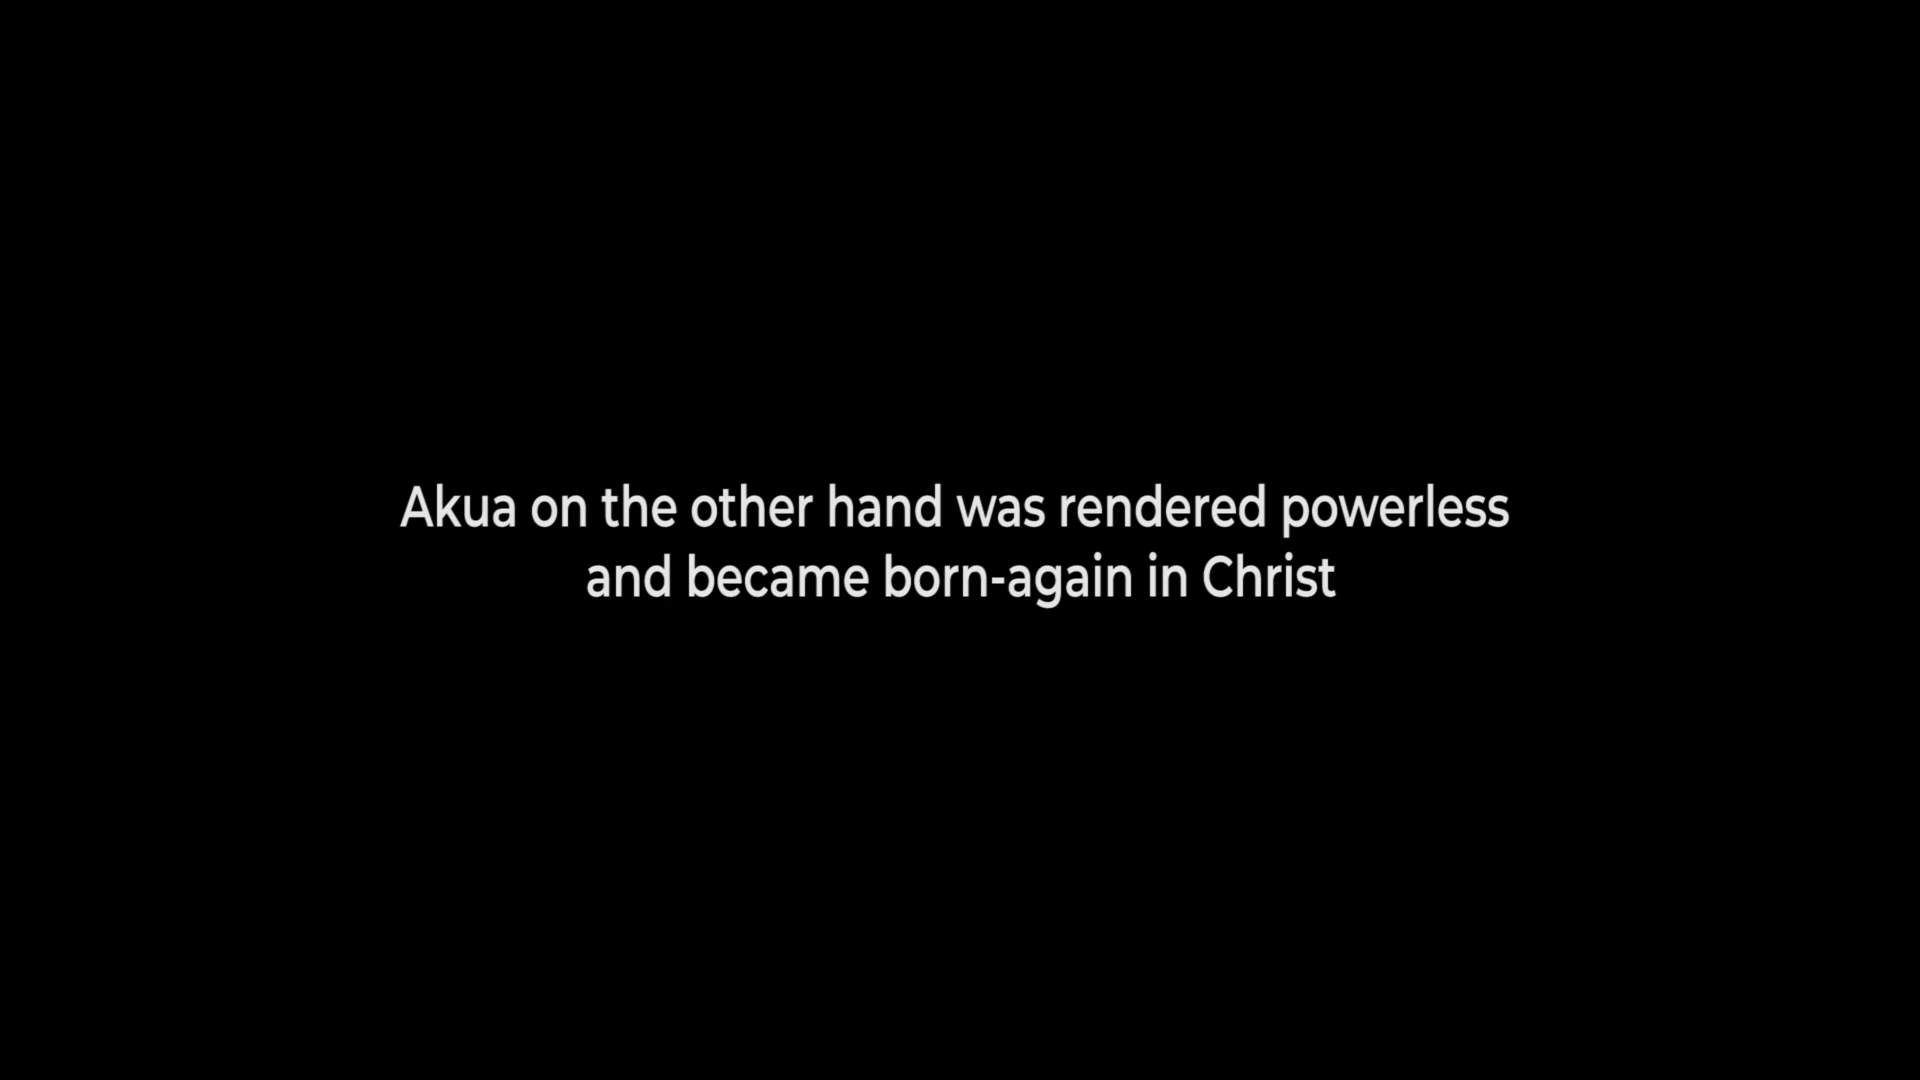 Akua on the other hand was rendered powerless
and became born-again in Christ